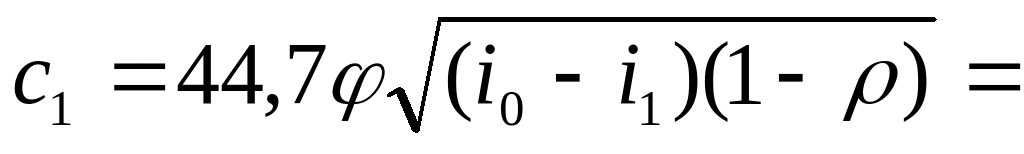 c₁ = 44,7φ√(i₀ - i₁)(1 - ρ) =